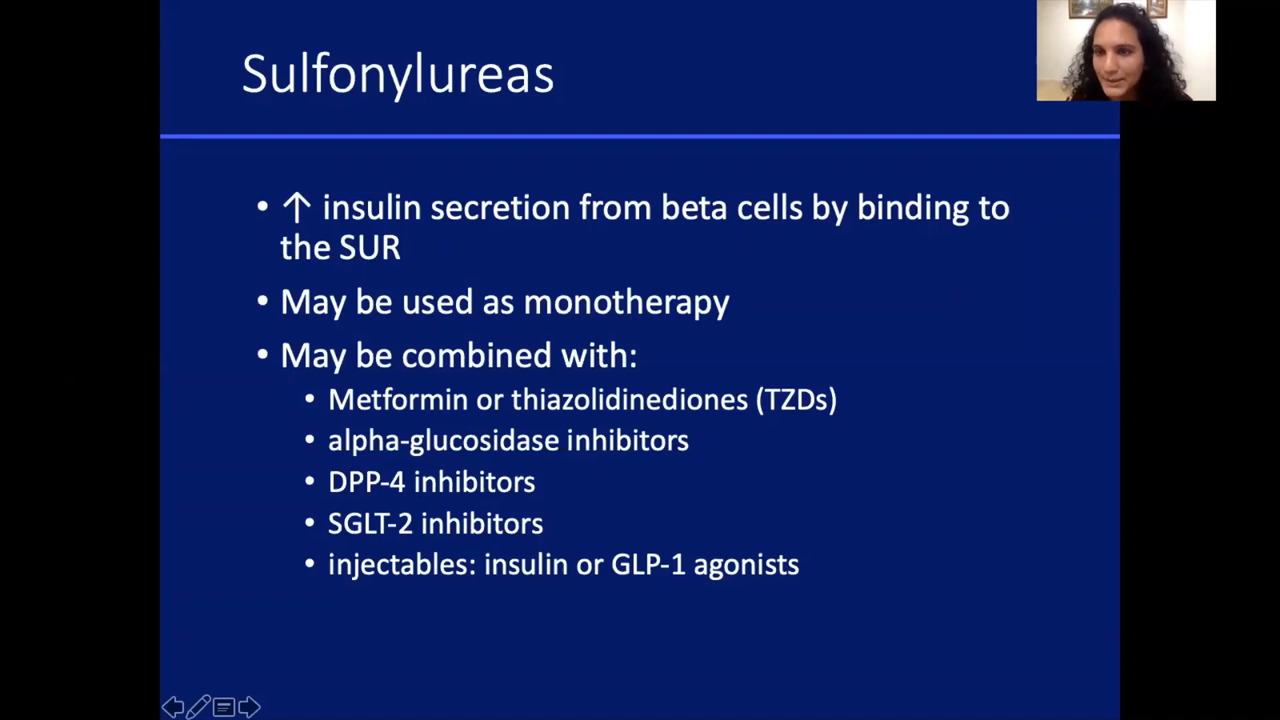 Sulfonylureas
• ↑ insulin secretion from beta cells by binding to
the SUR
• May be used as monotherapy
• May be combined with:
• Metformin or thiazolidinediones (TZDs)
• alpha-glucosidase inhibitors
• DPP-4 inhibitors
• SGLT-2 inhibitors
• injectables: insulin or GLP-1 agonists